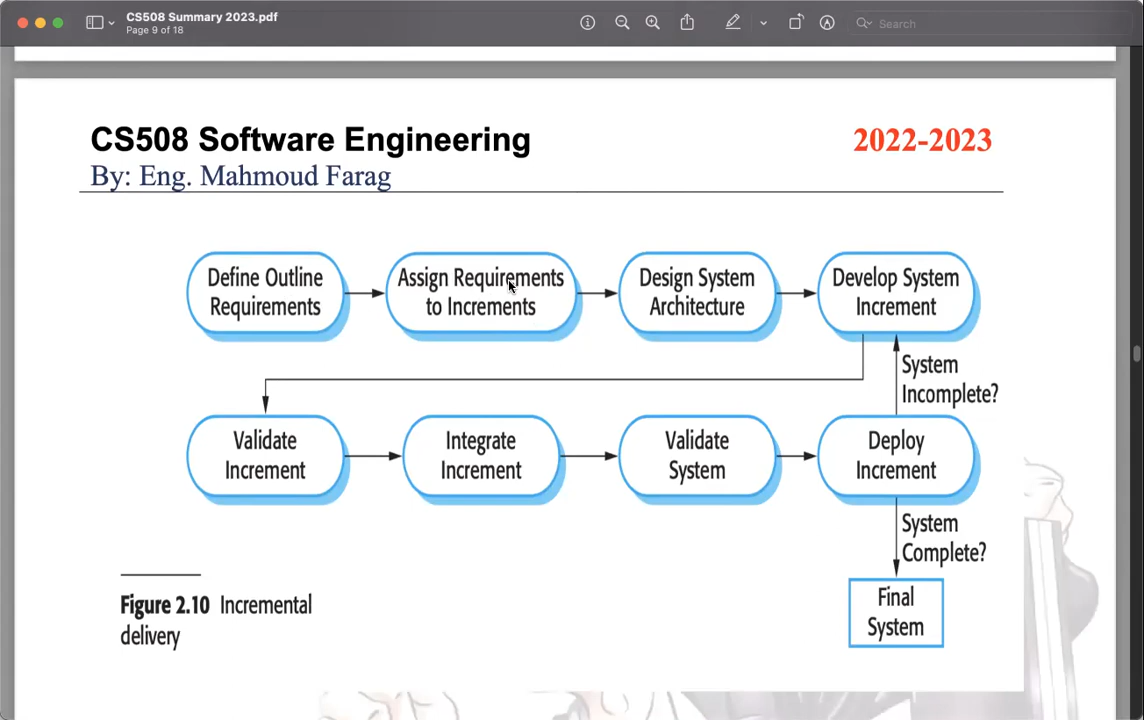 CS508 Summary 2023.pdf
Page 9 of 18
Search
CS508 Software Engineering
2022-2023
By: Eng. Mahmoud Farag
Define Outline
Requirements
Assign Requirements
to Increments
Design System
Architecture
Develop System
Increment
System
Incomplete?
Validate
Increment
Integrate
Increment
Validate
System
Deploy
Increment
System
Complete?
Final
System
Figure 2.10 Incremental
delivery